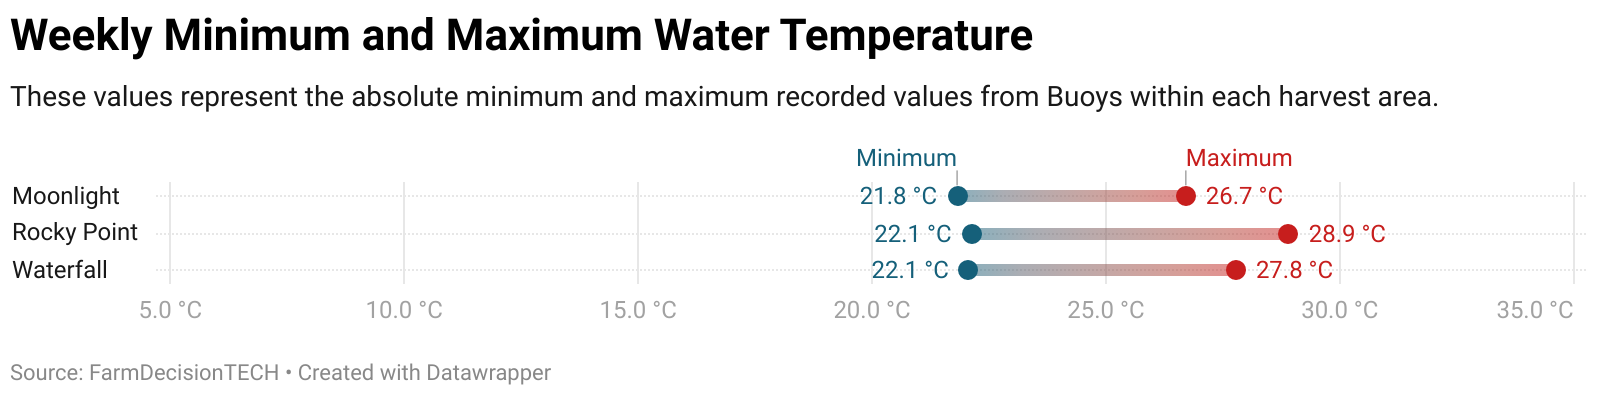 Weekly Minimum and Maximum Water Temperature
These values represent the absolute minimum and maximum recorded values from Buoys within each harvest area.
Minimum Maximum
Moonlight 21.8 °C 26.7 °C
Rocky Point 22.1 °C 28.9 °C
Waterfall 22.1 °C 27.8 °C
5.0 °C 10.0 °C 15.0 °C 20.0 °C 25.0 °C 30.0 °C 35.0 °C
Source: FarmDecisionTECH • Created with Datawrapper